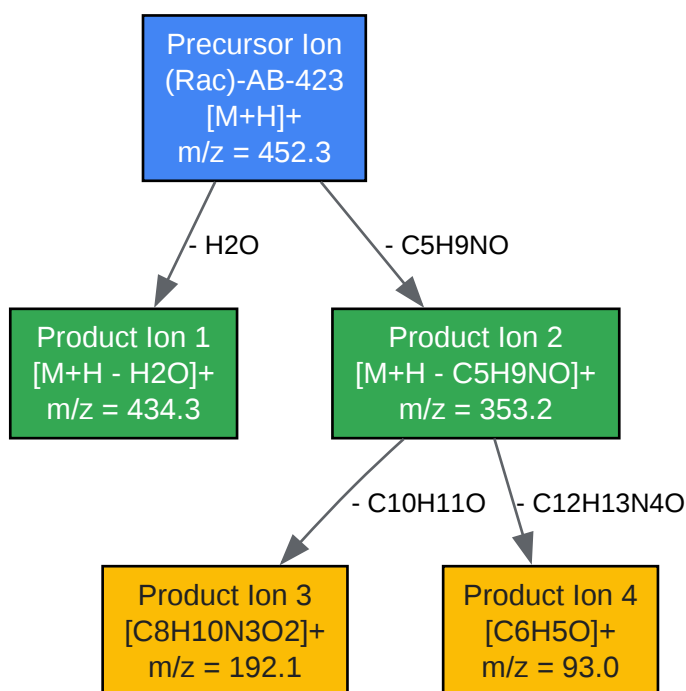 Precursor Ion
(Rac)-AB-423
[M+H]+
m/z = 452.3
- H2O
- C5H9NO
Product Ion 1
[M+H - H2O]+
m/z = 434.3
Product Ion 2
[M+H - C5H9NO]+
m/z = 353.2
- C10H11O
- C12H13N4O
Product Ion 3
[C8H10N3O2]+
m/z = 192.1
Product Ion 4
[C6H5O]+
m/z = 93.0